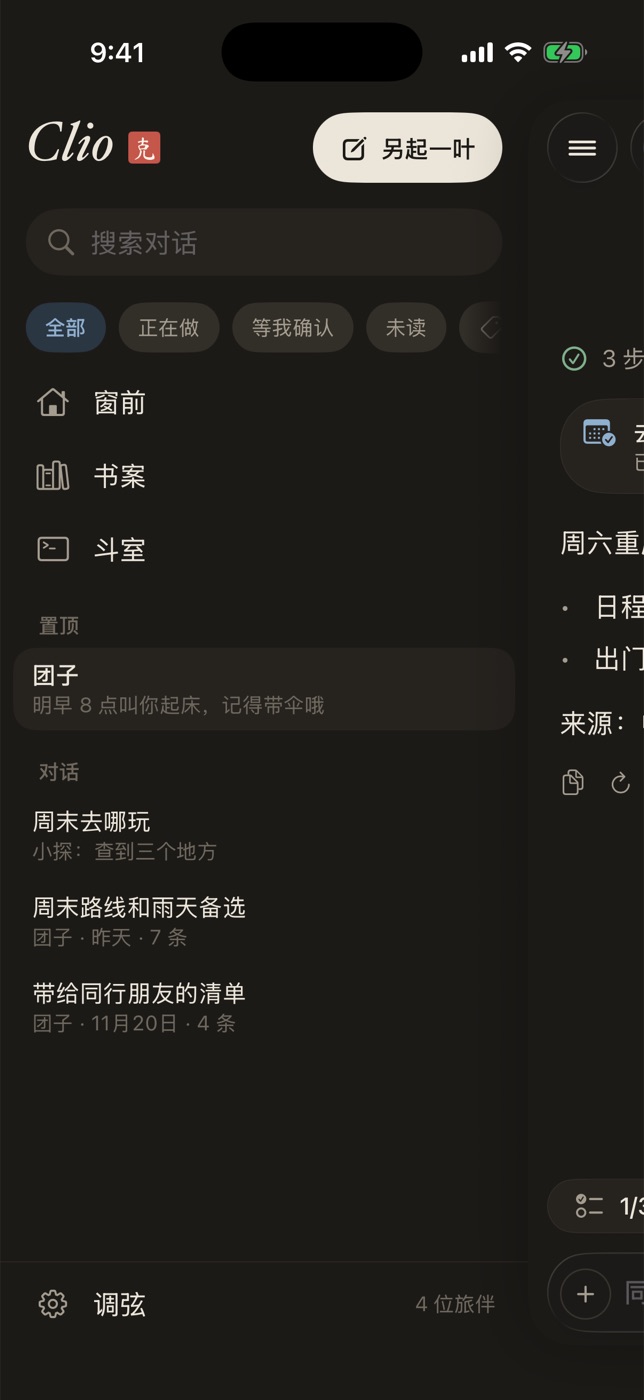 9:41
Clio 克
另起一叶
搜索对话
全部 正在做 等我确认 未读
窗前
书案
斗室
置顶
团子
明早 8 点叫你起床，记得带伞哦
对话
周末去哪玩
小探：查到三个地方
周末路线和雨天备选
团子 · 昨天 · 7 条
带给同行朋友的清单
团子 · 11月20日 · 4 条
调弦
4 位旅伴
3 步
周六重
· 日程
· 出门
来源：
1/3
同